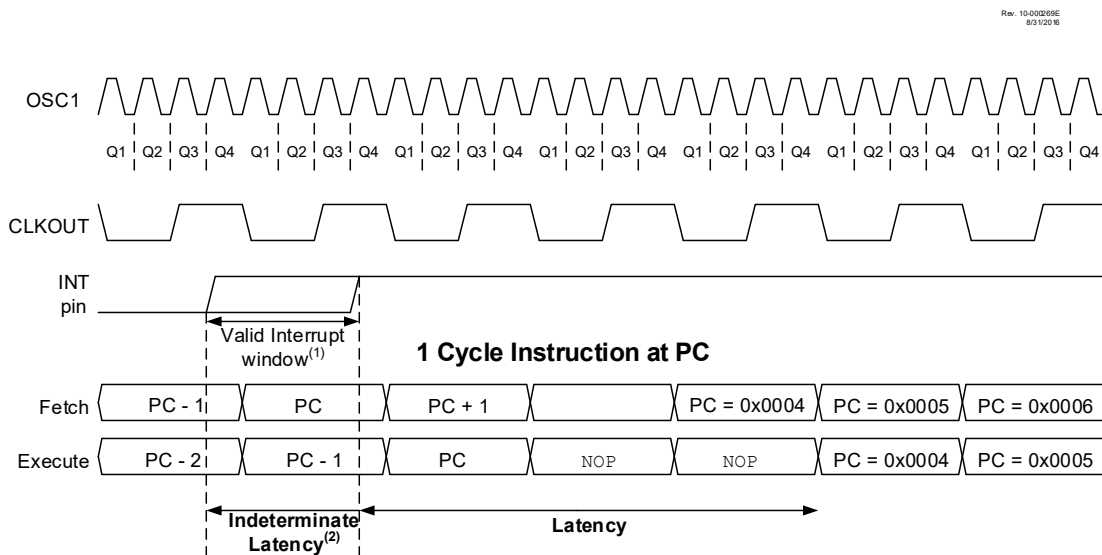 Rev. 10-000269E
8/31/2016
OSC1
Q1 Q2 Q3 Q4 Q1 Q2 Q3 Q4 Q1 Q2 Q3 Q4 Q1 Q2 Q3 Q4 Q1 Q2 Q3 Q4 Q1 Q2 Q3 Q4 Q1 Q2 Q3 Q4
CLKOUT
INT
pin
Valid Interrupt
window(1)
1 Cycle Instruction at PC
Fetch PC - 1 PC PC + 1 PC = 0x0004 PC = 0x0005 PC = 0x0006
Execute PC - 2 PC - 1 PC NOP NOP PC = 0x0004 PC = 0x0005
Indeterminate
Latency(2)
Latency